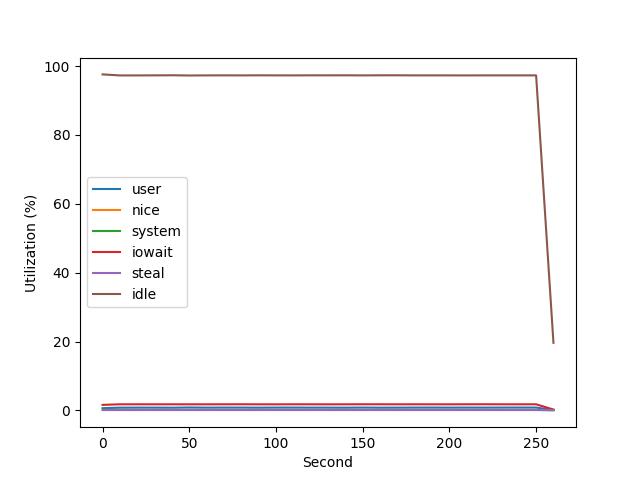 100
80
60
40
20
0
Utilization (%)
user
nice
system
iowait
steal
idle
0 50 100 150 200 250
Second